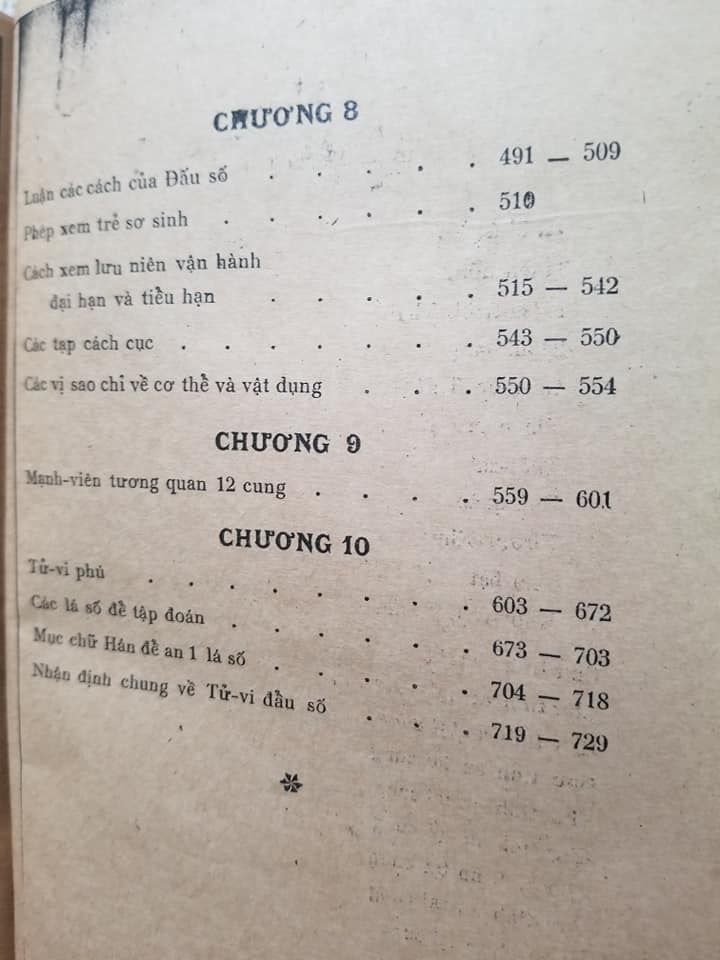 CHƯƠNG 8
Luận các cách của Đấu số . . . . . 491 — 509
Phép xem trẻ sơ sinh . . . . . . 510
Cách xem lưu niên vận hành
đại hạn và tiểu hạn . . . . . 515 — 542
Các tạp cách cục . . . . . . . 543 — 550
Các vị sao chỉ về cơ thể và vật dụng . . . 550 — 554
CHƯƠNG 9
Mạnh-viên tương quan 12 cung . . . . 559 — 601
CHƯƠNG 10
Tử-vi phú . . . . . . . . 603 — 672
Các lá số để tập đoán . . . . . . 673 — 703
Mục chữ Hán để an 1 lá số . . . . . 704 — 718
Nhận định chung về Tử-vi đầu số . . . 719 — 729